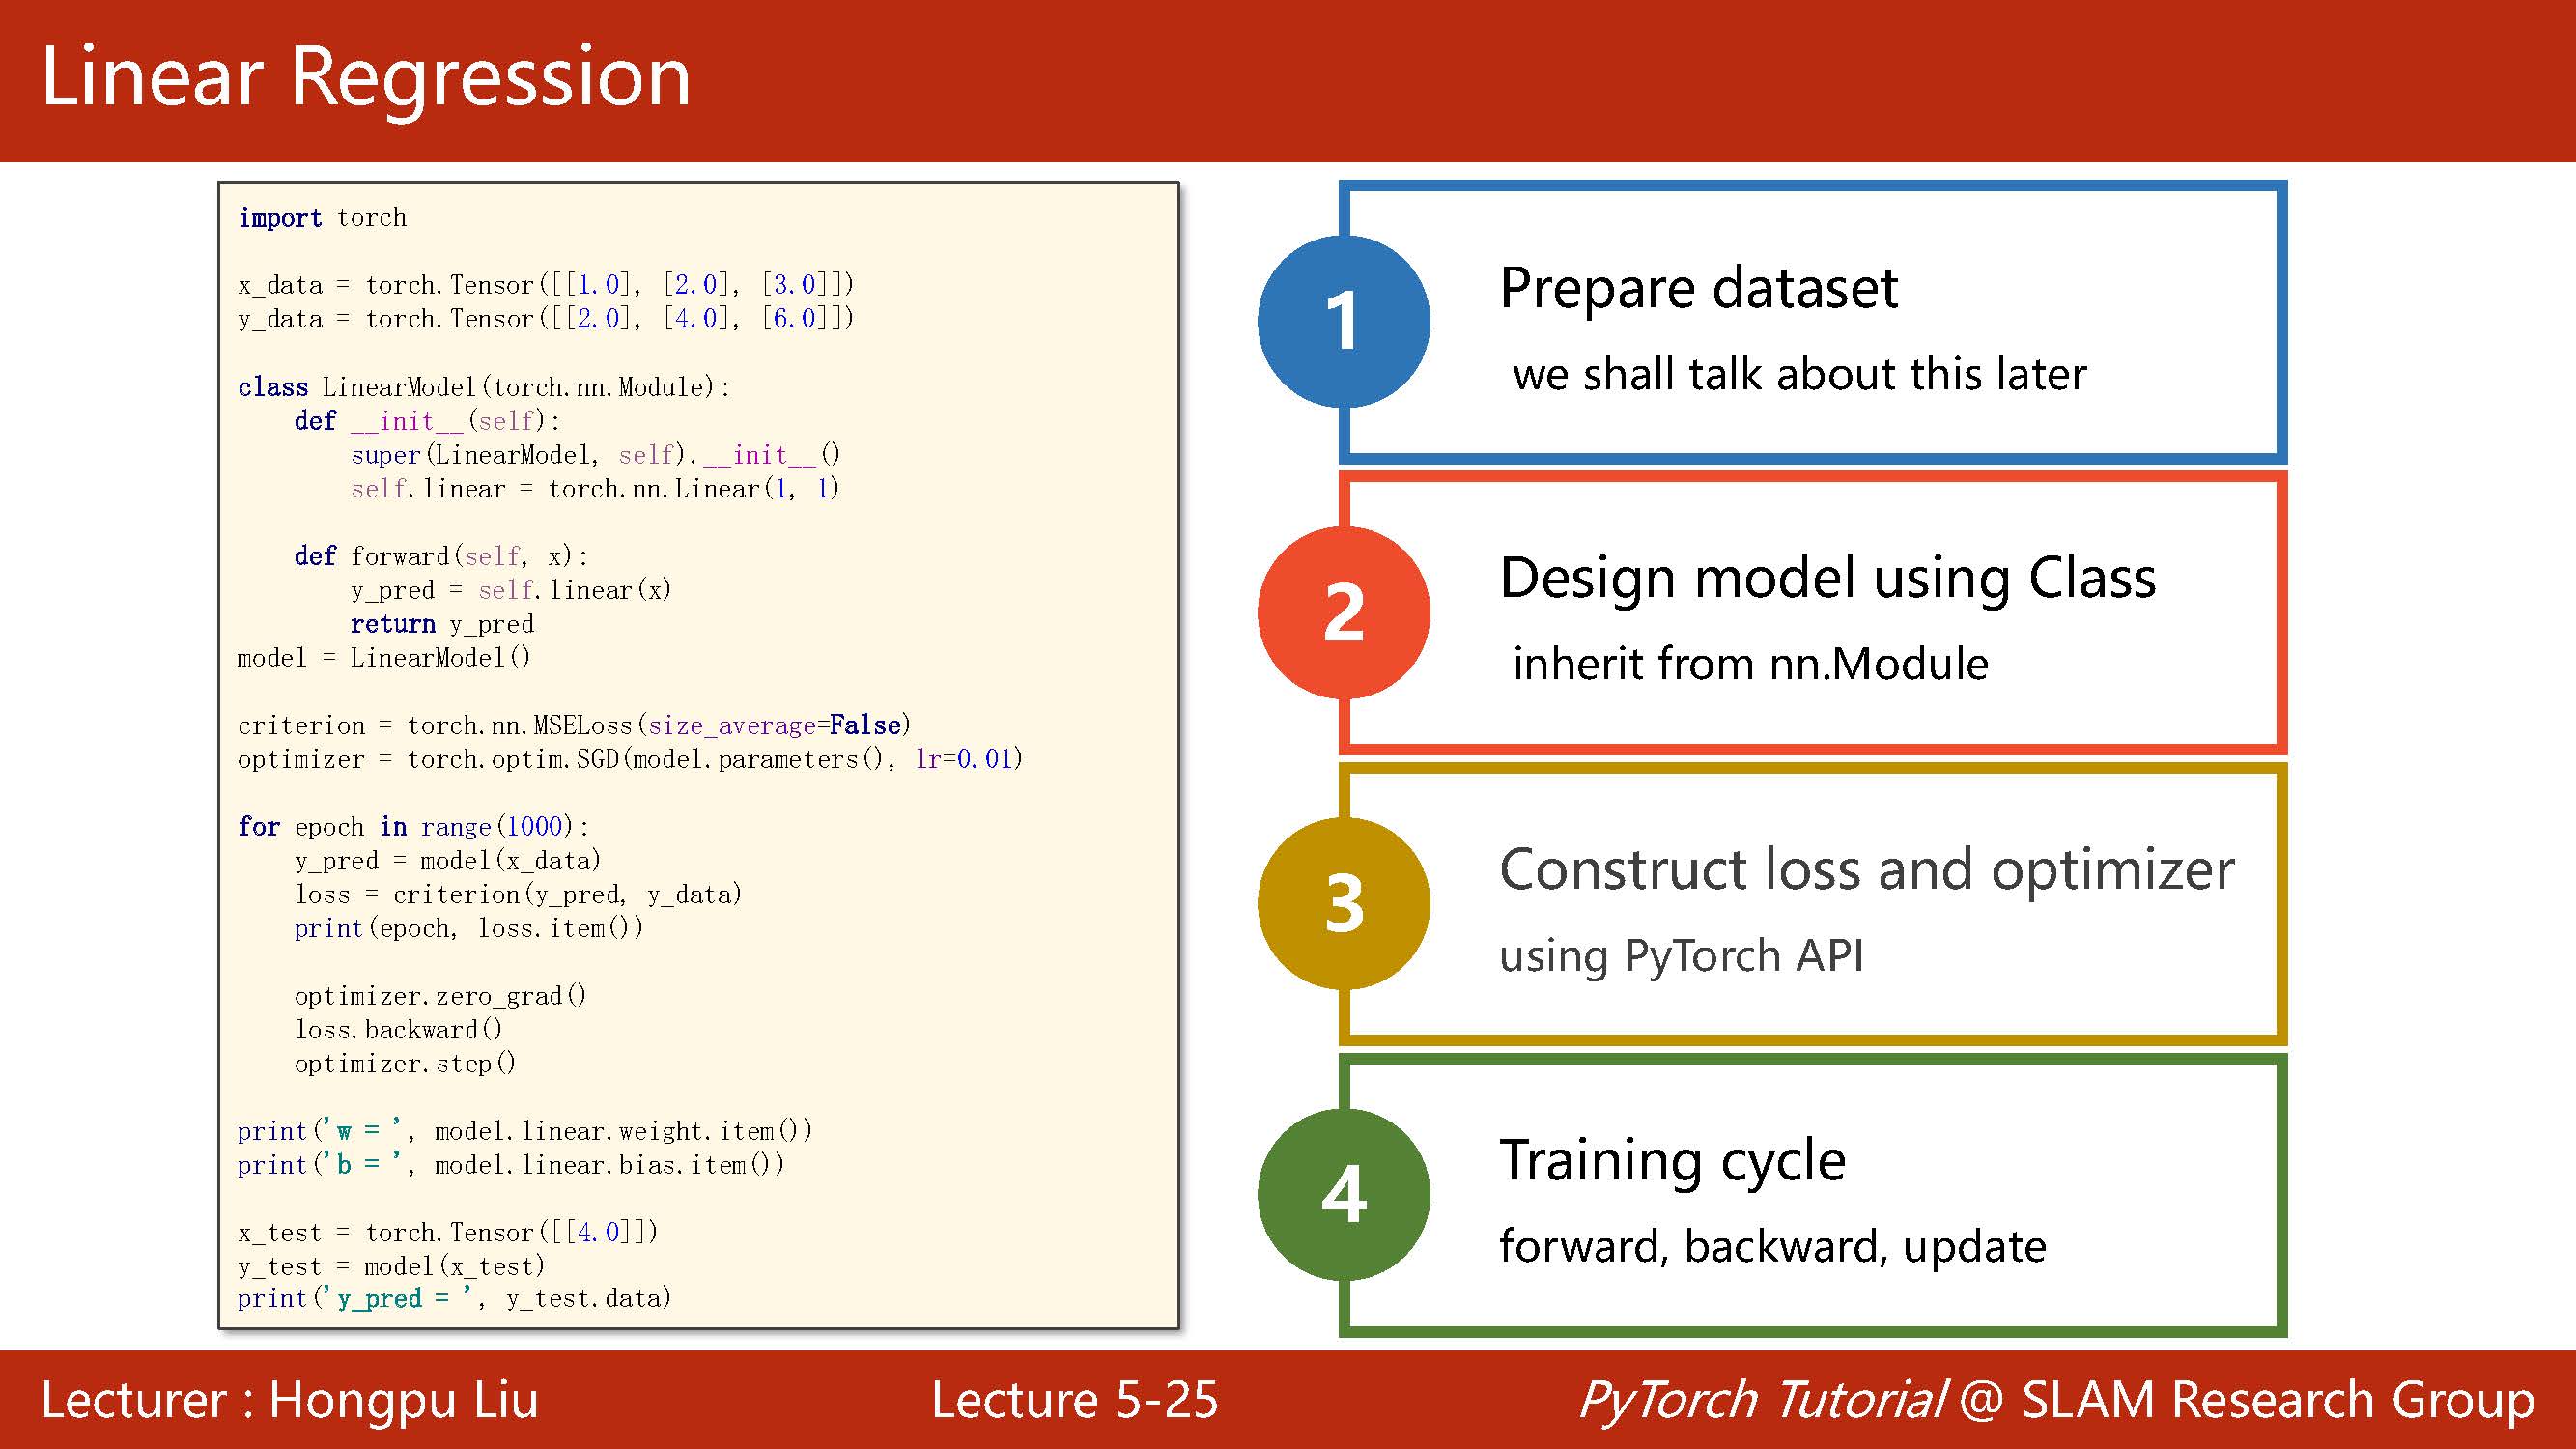 Linear Regression
import torch
x_data = torch.Tensor([[1.0], [2.0], [3.0]])
y_data = torch.Tensor([[2.0], [4.0], [6.0]])
class LinearModel(torch.nn.Module):
    def __init__(self):
        super(LinearModel, self).__init__()
        self.linear = torch.nn.Linear(1, 1)
    def forward(self, x):
        y_pred = self.linear(x)
        return y_pred
model = LinearModel()
criterion = torch.nn.MSELoss(size_average=False)
optimizer = torch.optim.SGD(model.parameters(), lr=0.01)
for epoch in range(1000):
    y_pred = model(x_data)
    loss = criterion(y_pred, y_data)
    print(epoch, loss.item())
    optimizer.zero_grad()
    loss.backward()
    optimizer.step()
print('w = ', model.linear.weight.item())
print('b = ', model.linear.bias.item())
x_test = torch.Tensor([[4.0]])
y_test = model(x_test)
print('y_pred = ', y_test.data)
1
Prepare dataset
we shall talk about this later
2
Design model using Class
inherit from nn.Module
3
Construct loss and optimizer
using PyTorch API
4
Training cycle
forward, backward, update
Lecturer : Hongpu Liu
Lecture 5-25
PyTorch Tutorial @ SLAM Research Group